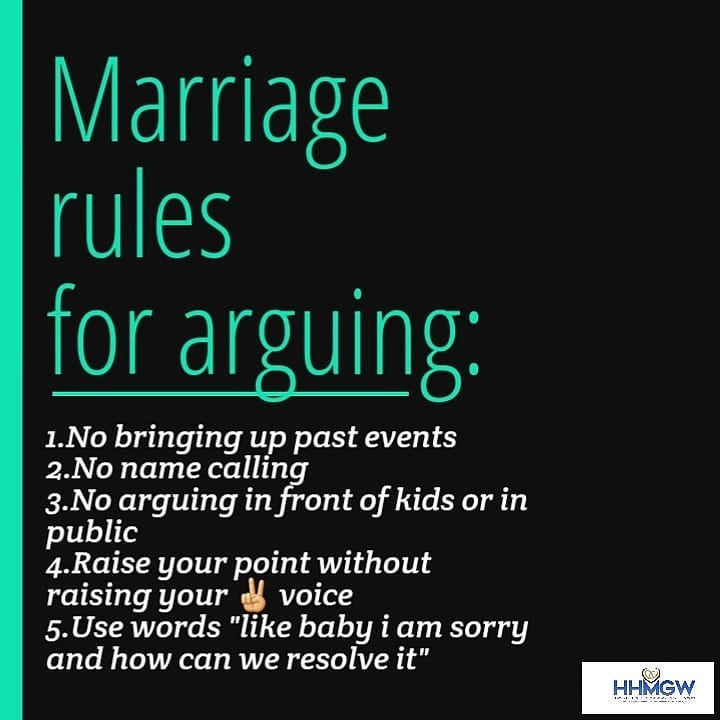 Marriage
rules
for arguing:
1.No bringing up past events
2.No name calling
3.No arguing in front of kids or in
public
4.Raise your point without
raising your ✌ voice
5.Use words "like baby i am sorry
and how can we resolve it"
HHMGW